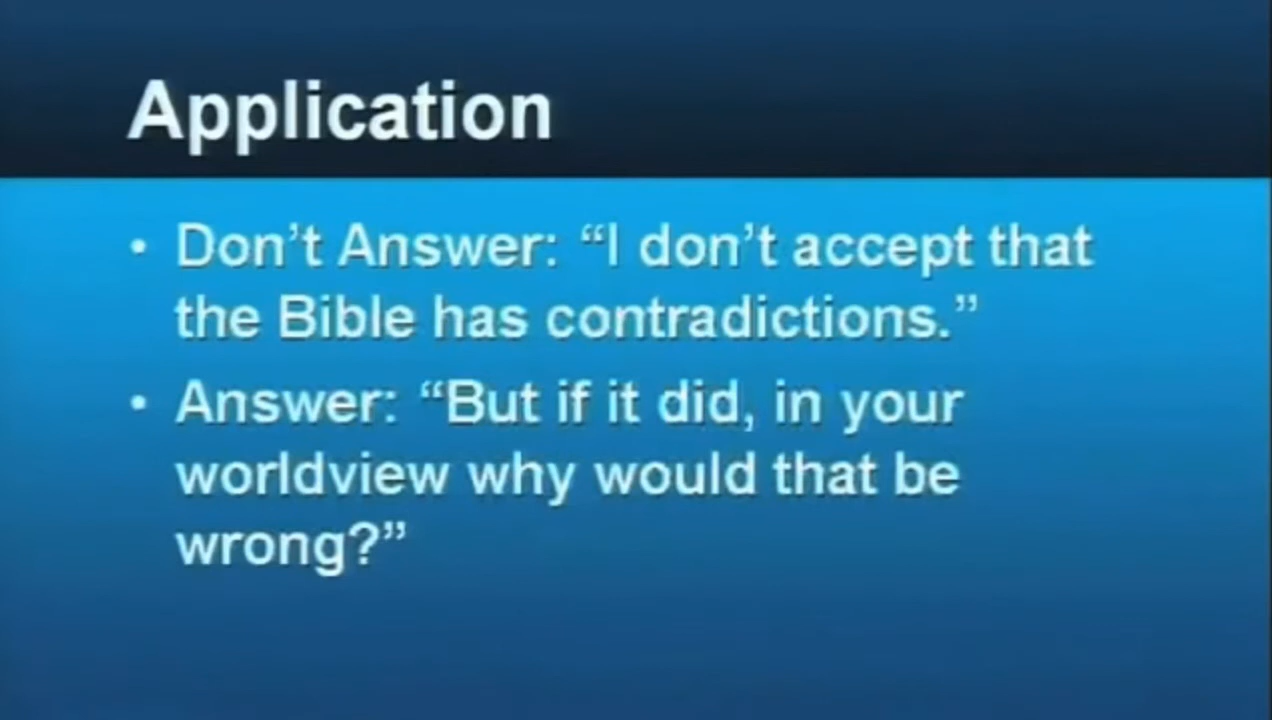 Application
• Don’t Answer: “I don’t accept that
the Bible has contradictions.”
• Answer: “But if it did, in your
worldview why would that be
wrong?”